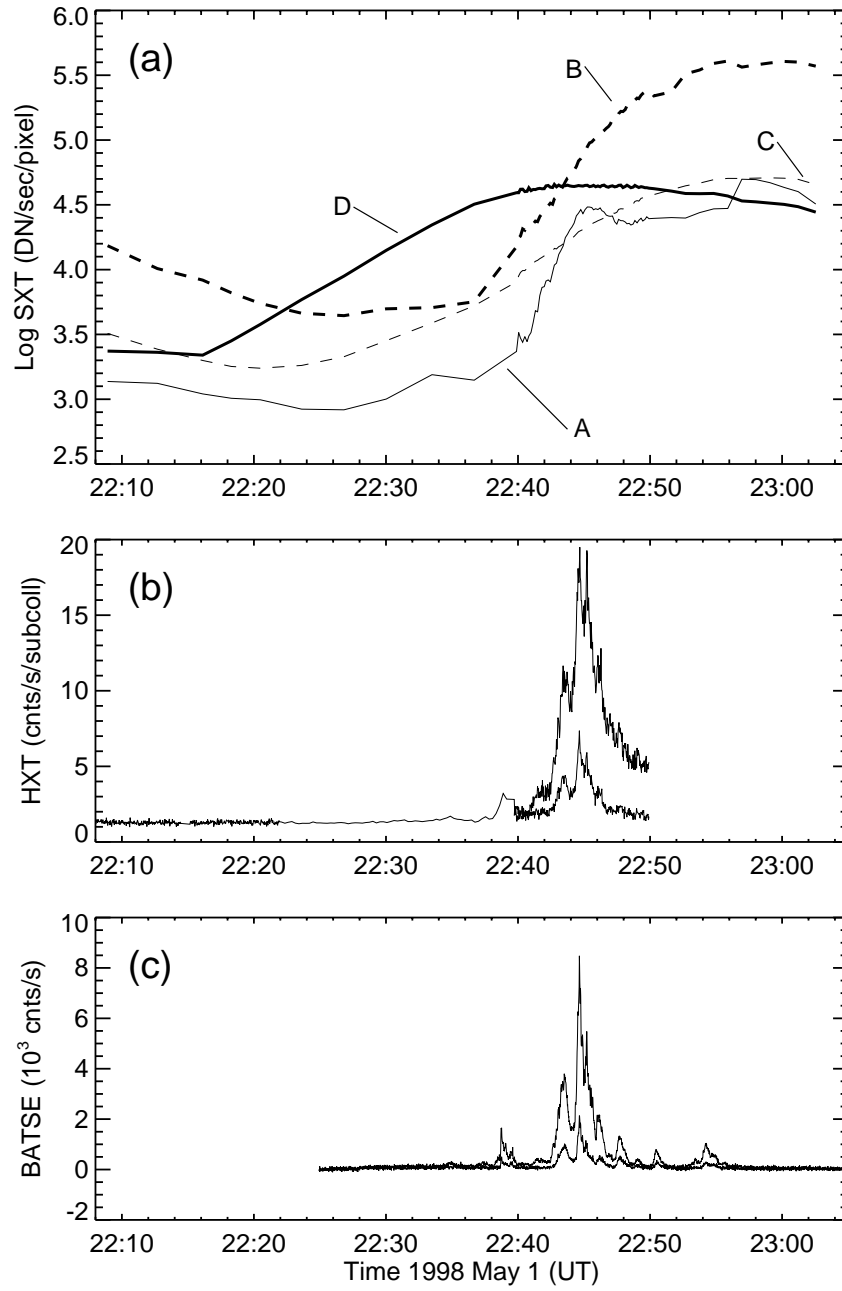 (a)
6.0
5.5
5.0
4.5
4.0
3.5
3.0
2.5
Log SXT (DN/sec/pixel)
B
C
D
A
22:10 22:20 22:30 22:40 22:50 23:00
(b)
20
15
10
5
0
HXT (cnts/s/subcoll)
22:10 22:20 22:30 22:40 22:50 23:00
(c)
10
8
6
4
2
0
-2
BATSE (10³ cnts/s)
22:10 22:20 22:30 22:40 22:50 23:00
Time 1998 May 1 (UT)